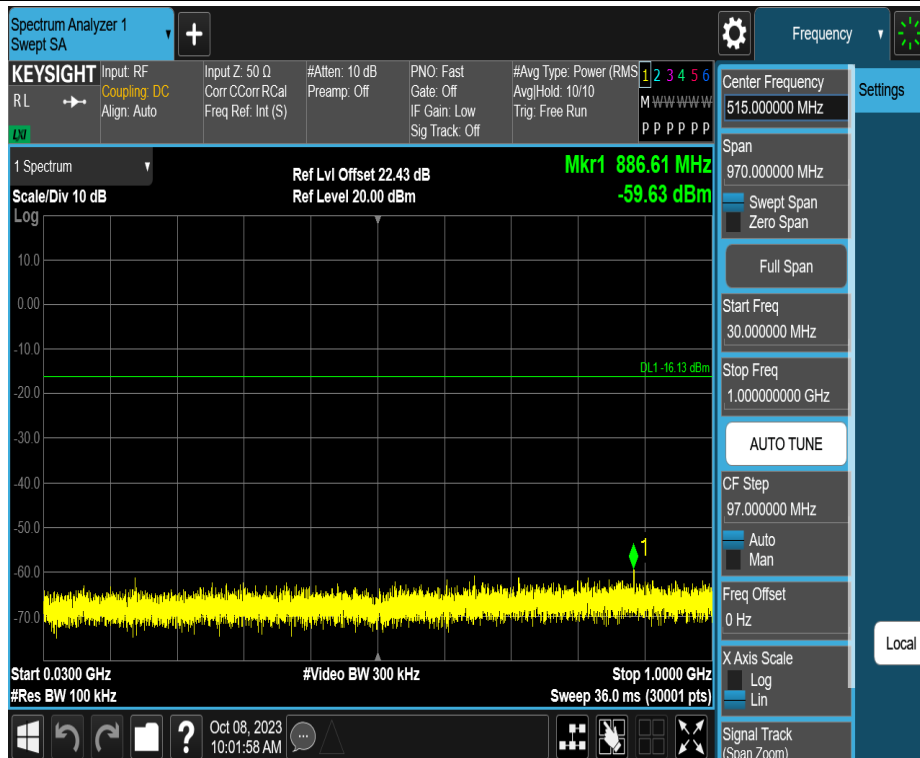 Spectrum Analyzer 1
Swept SA
+
Frequency
KEYSIGHT
R L
LXI
Input: RF
Coupling: DC
Align: Auto
Input Z: 50 Ω
Corr CCorr RCal
Freq Ref: Int (S)
#Atten: 10 dB
Preamp: Off
PNO: Fast
Gate: Off
IF Gain: Low
Sig Track: Off
#Avg Type: Power (RMS
Avg|Hold: 10/10
Trig: Free Run
1 2 3 4 5 6
M W W W W W
P P P P P P
Center Frequency
515.000000 MHz
Settings
1 Spectrum
Scale/Div 10 dB
Log
Ref Lvl Offset 22.43 dB
Ref Level 20.00 dBm
Mkr1 886.61 MHz
-59.63 dBm
10.0
0.00
-10.0
-20.0
-30.0
-40.0
-50.0
-60.0
-70.0
DL1 -16.13 dBm
1
Start 0.0300 GHz
#Res BW 100 kHz
#Video BW 300 kHz
Stop 1.0000 GHz
Sweep 36.0 ms (30001 pts)
Span
970.000000 MHz
Swept Span
Zero Span
Full Span
Start Freq
30.000000 MHz
Stop Freq
1.000000000 GHz
AUTO TUNE
CF Step
97.000000 MHz
Auto
Man
Freq Offset
0 Hz
X Axis Scale
Log
Lin
Signal Track
(Span Zoom)
Local
?
Oct 08, 2023
10:01:58 AM